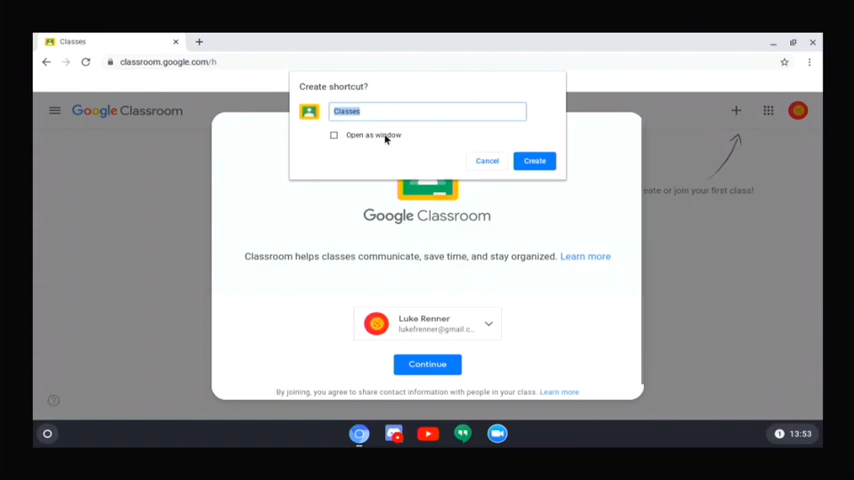 Classes
classroom.google.com/h
Create shortcut?
Classes
Open as window
Cancel
Create
Google Classroom
eate or join your first class!
Google Classroom
Classroom helps classes communicate, save time, and stay organized. Learn more
Luke Renner
lukefrenner@gmail.c...
Continue
By joining, you agree to share contact information with people in your class. Learn more
1 13:53